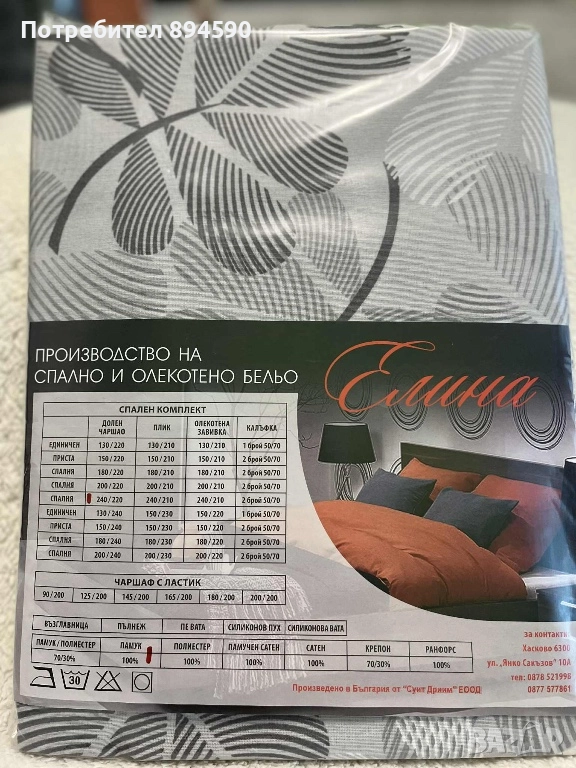 Потребител 894590
ПРОИЗВОДСТВО НА
СПАЛНО И ОЛЕКОТЕНО БЕЛЬО
Елина
СПАЛЕН КОМПЛЕКТ
ДОЛЕН ЧАРШАФ ПЛИК ОЛЕКОТЕНА ЗАВИВКА КАЛЪФКА
ЕДИНИЧЕН 130/220 130/210 130/210 1 брой 50/70
ПРИСТА 150/220 150/210 150/210 2 брой 50/70
СПАЛНЯ 180/220 180/210 180/210 2 брой 50/70
СПАЛНЯ 200/220 200/210 200/210 2 брой 50/70
СПАЛНЯ 240/220 240/210 240/210 2 брой 50/70
ЕДИНИЧЕН 130/240 150/230 130/220 1 брой 50/70
ПРИСТА 150/240 150/230 150/220 2 брой 50/70
СПАЛНЯ 180/240 180/230 180/220 2 брой 50/70
СПАЛНЯ 200/240 200/230 200/220 2 брой 50/70
ЧАРШАФ С ЛАСТИК
90/200 125/200 145/200 165/200 180/200 200/200
ВЪЗГЛАВНИЦА ПЪЛНЕЖ ПЕ ВАТА СИЛИКОНОВ ПУХ СИЛИКОНОВА ВАТА
ПАМУК/ПОЛИЕСТЕР ПАМУК ПОЛИЕСТЕР ПАМУЧЕН САТЕН САТЕН КРЕПОН РАНФОРС
70/30% 100% 100% 100% 100% 70/30% 100%
30
за контакти:
Хасково 6300
ул. „Янко Сакъзов" 10А
тел: 0878 521998
0877 577861
Произведено в България от "Суит Дрийм" ЕООД